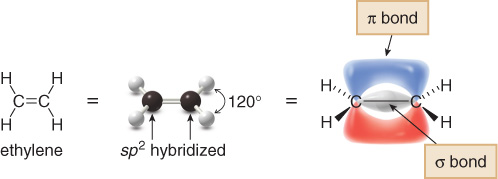 π bond
H
H
C=C
H
H
ethylene
=
120°
sp² hybridized
=
H
H
C
C
H
H
σ bond